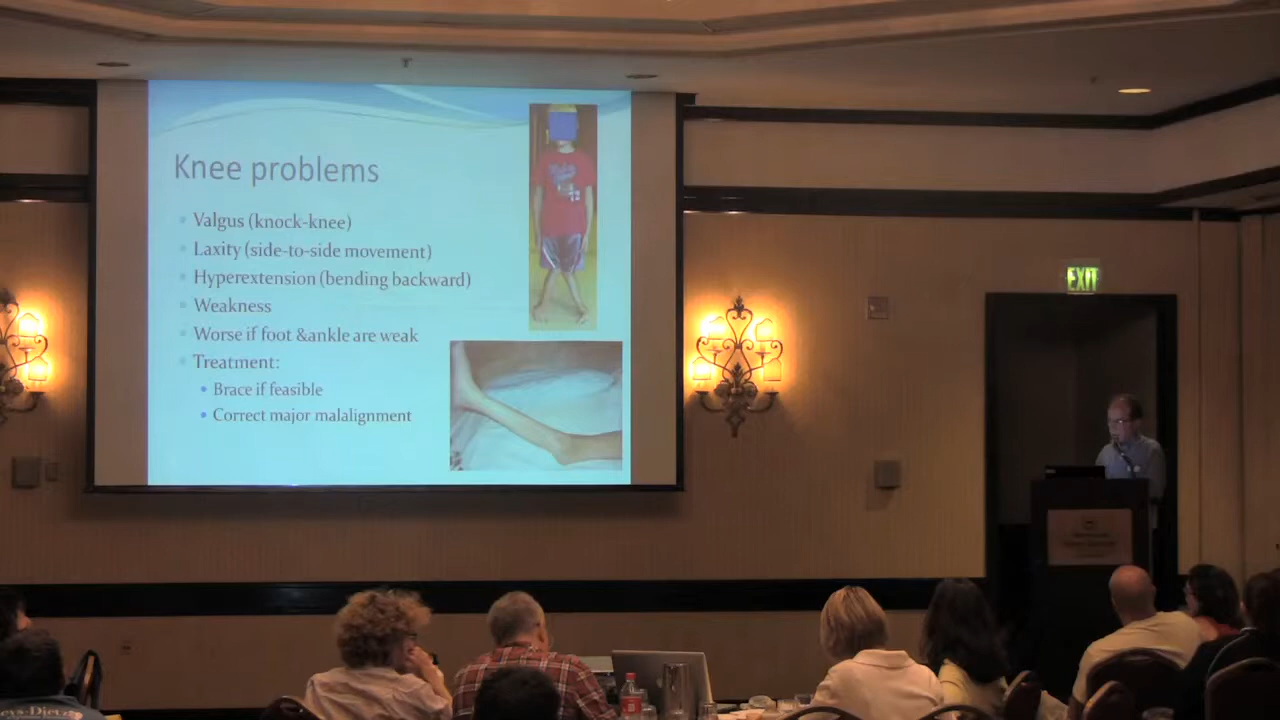 Knee problems
Valgus (knock-knee)
Laxity (side-to-side movement)
Hyperextension (bending backward)
Weakness
Worse if foot &ankle are weak
Treatment:
Brace if feasible
Correct major malalignment
EXIT